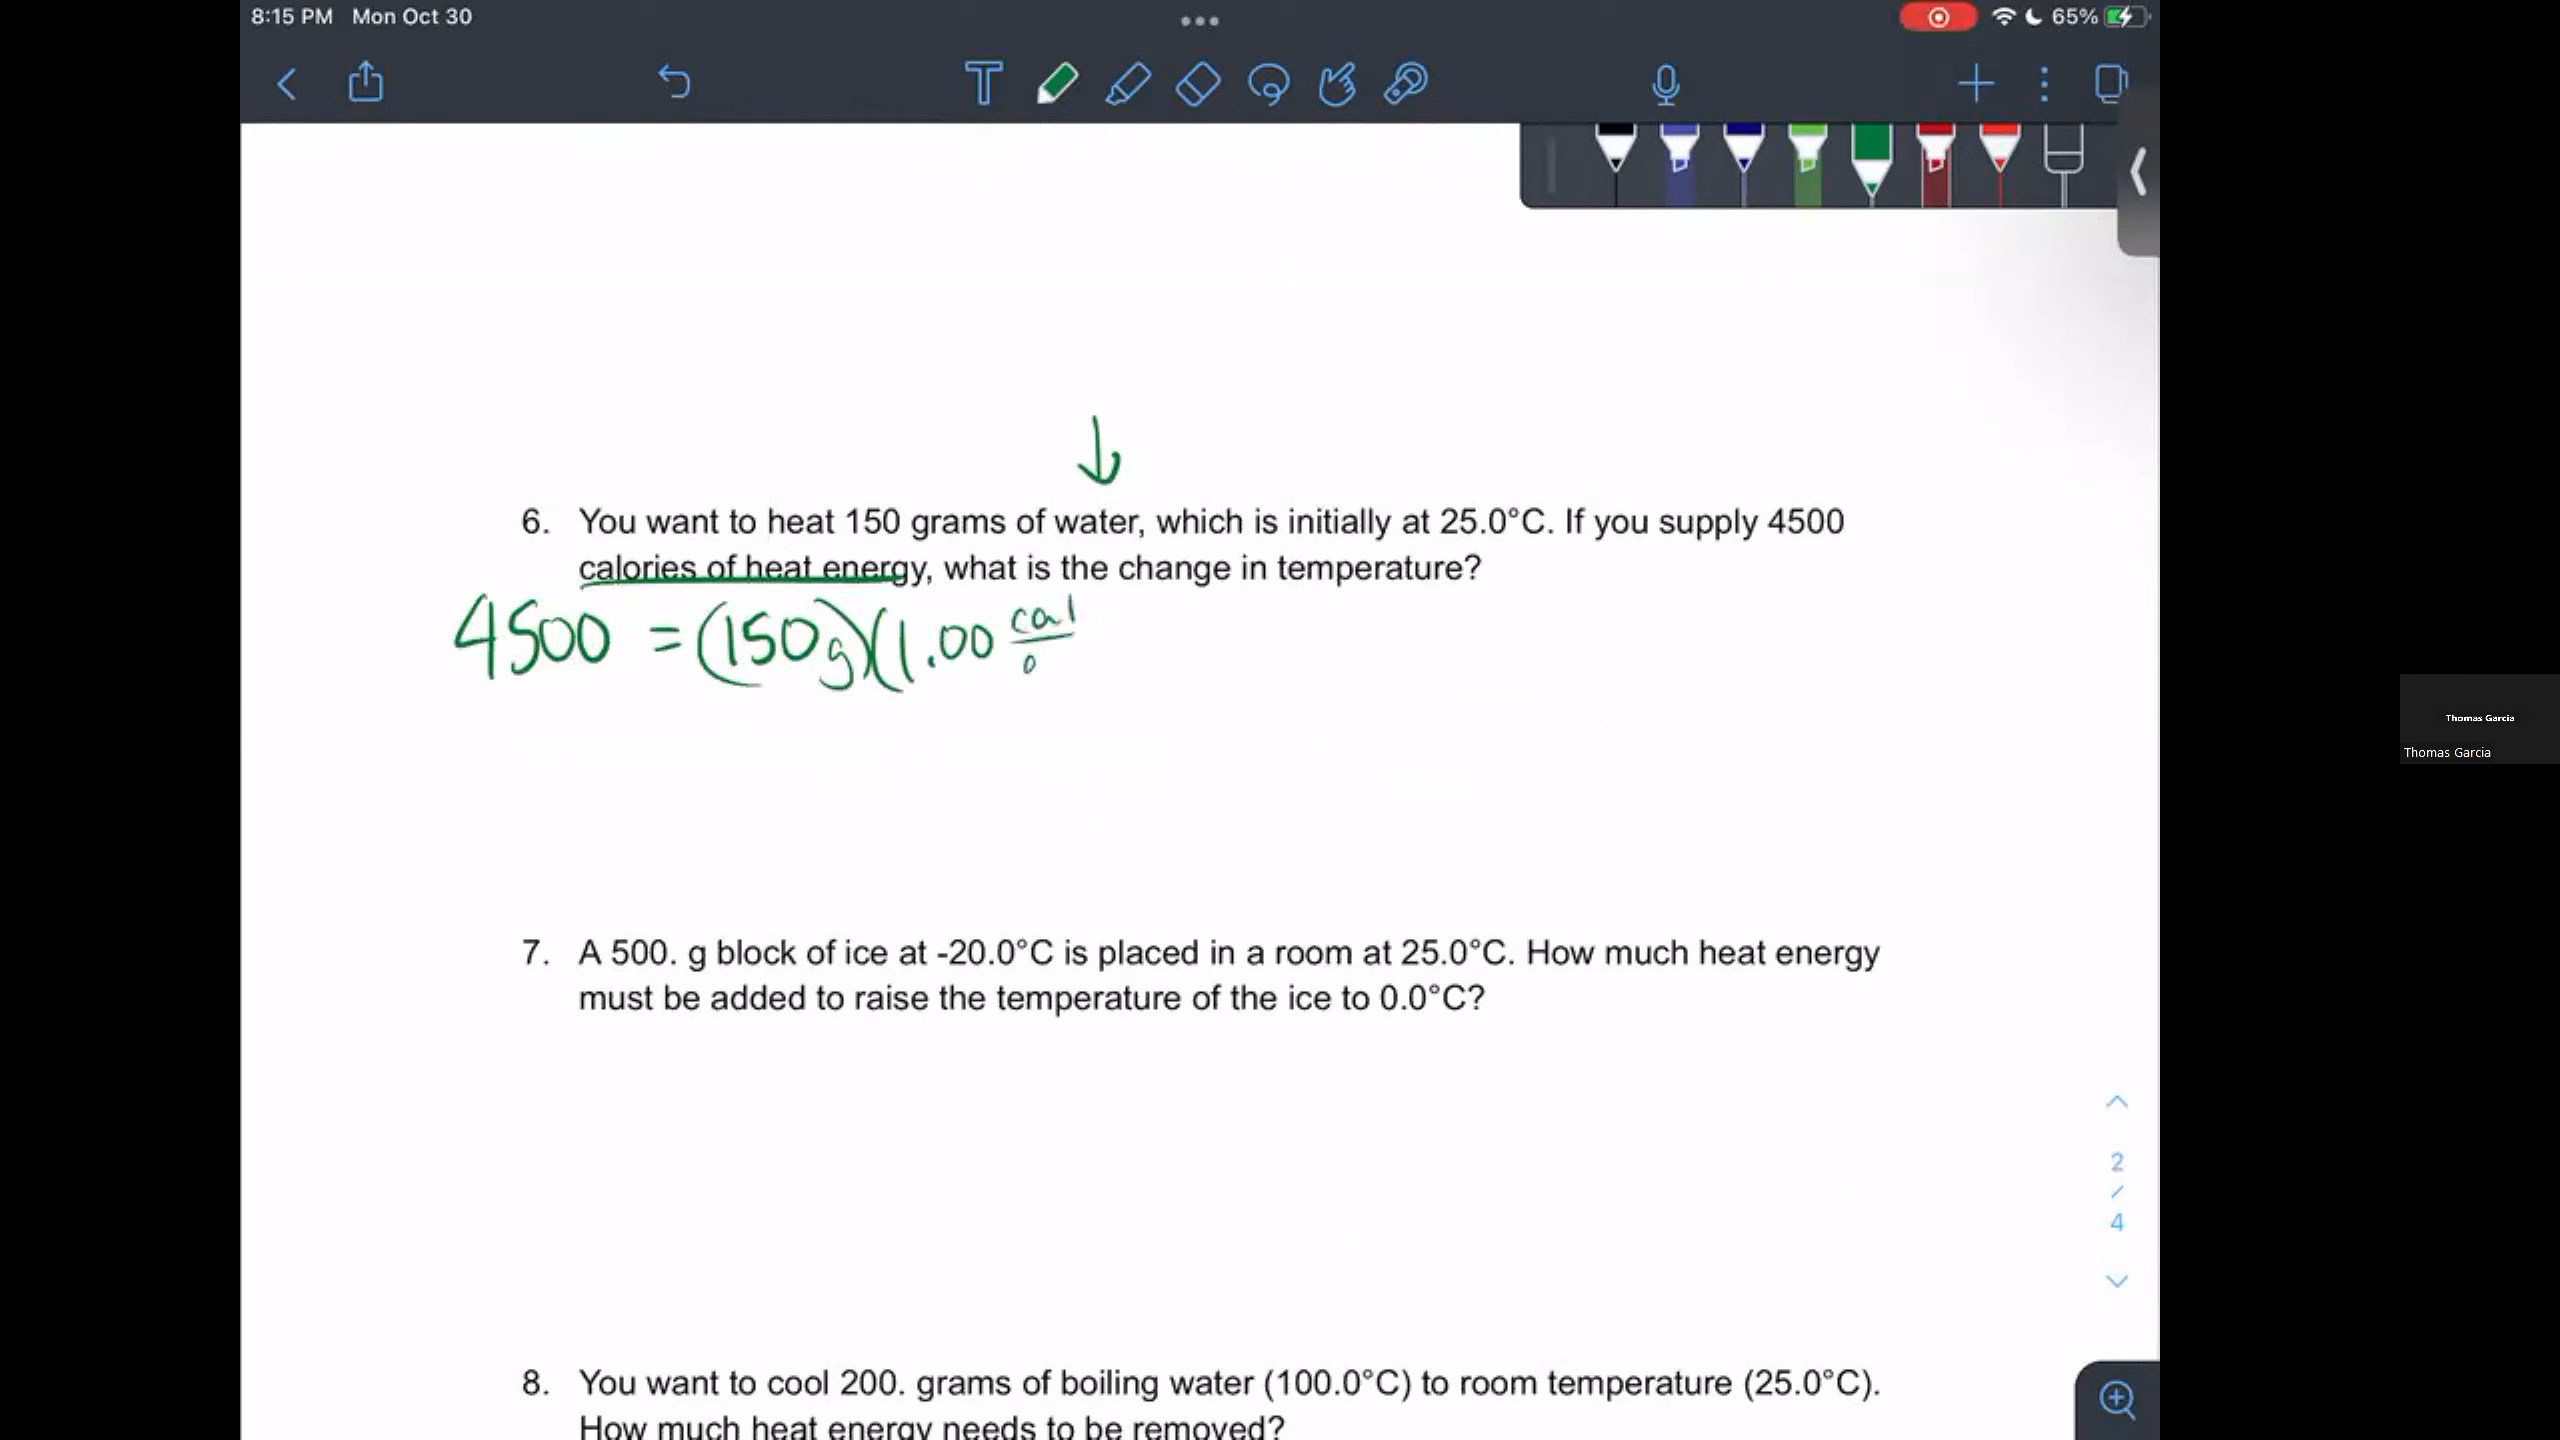 8:15 PM Mon Oct 30
65%
T
6. You want to heat 150 grams of water, which is initially at 25.0°C. If you supply 4500
calories of heat energy, what is the change in temperature?
4500 = (150g)(1.00 cal/°
7. A 500. g block of ice at -20.0°C is placed in a room at 25.0°C. How much heat energy
must be added to raise the temperature of the ice to 0.0°C?
8. You want to cool 200. grams of boiling water (100.0°C) to room temperature (25.0°C).
How much heat energy needs to be removed?
2
/
4
Thomas Garcia
Thomas Garcia